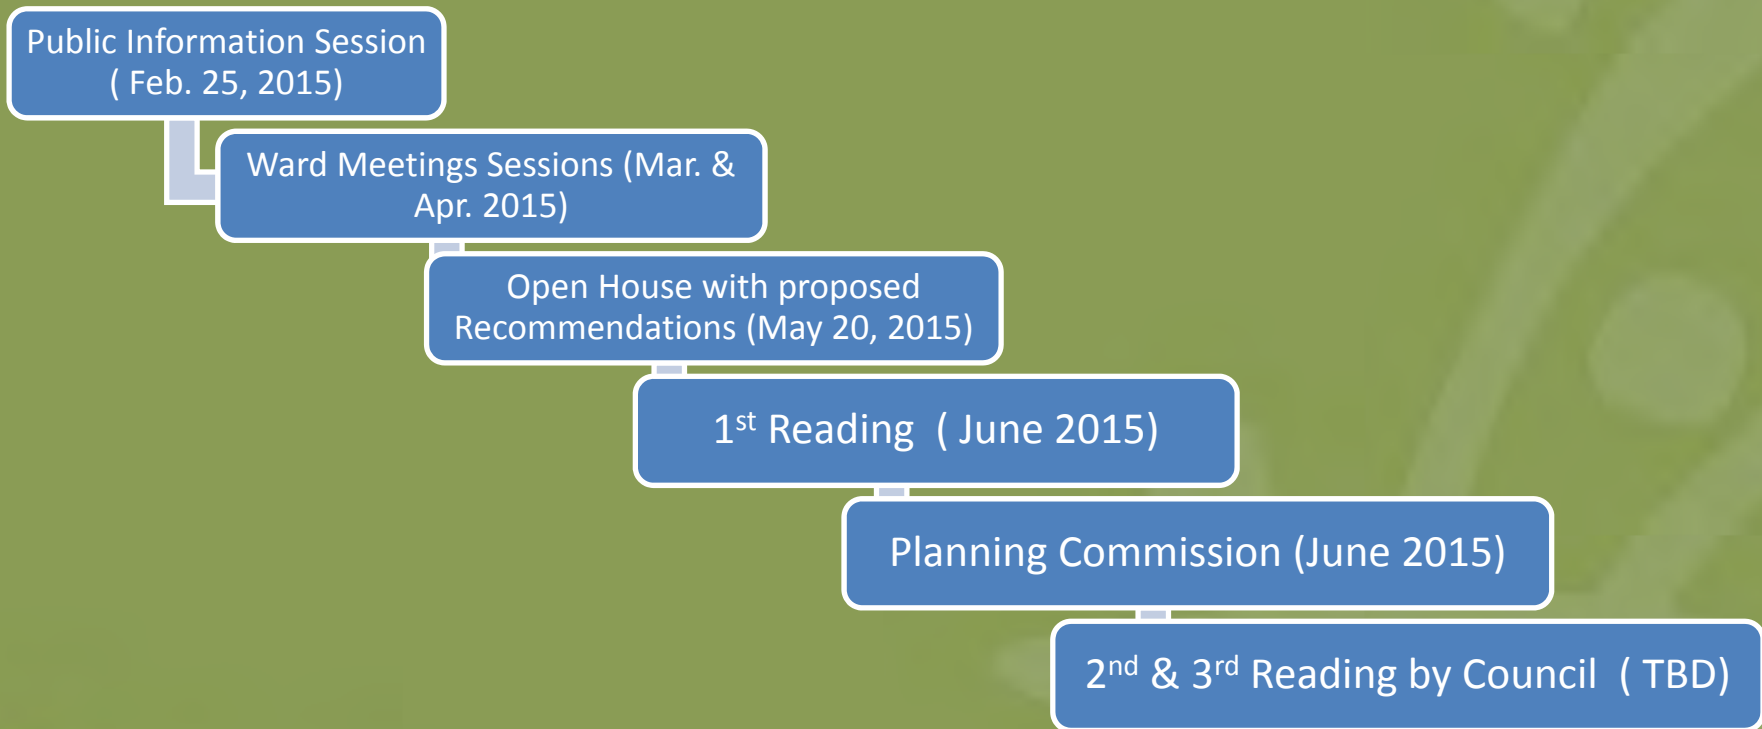 Public Information Session
( Feb. 25, 2015)
Ward Meetings Sessions (Mar. &
Apr. 2015)
Open House with proposed
Recommendations (May 20, 2015)
1st Reading ( June 2015)
Planning Commission (June 2015)
2nd & 3rd Reading by Council ( TBD)